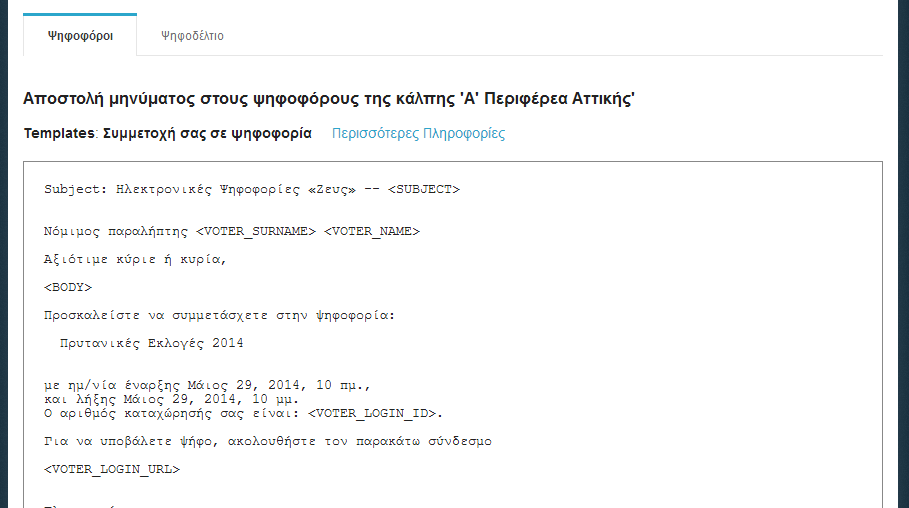 Ψηφοφόροι Ψηφοδέλτιο
Αποστολή μηνύματος στους ψηφοφόρους της κάλπης 'Α' Περιφέρεα Αττικής'
Templates: Συμμετοχή σας σε ψηφοφορία Περισσότερες Πληροφορίες
Subject: Ηλεκτρονικές Ψηφοφορίες «Ζευς» -- <SUBJECT>
Νόμιμος παραλήπτης <VOTER_SURNAME> <VOTER_NAME>
Αξιότιμε κύριε ή κυρία,
<BODY>
Προσκαλείστε να συμμετάσχετε στην ψηφοφορία:
Πρυτανικές Εκλογές 2014
με ημ/νία έναρξης Μάιος 29, 2014, 10 πμ.,
και λήξης Μάιος 29, 2014, 10 μμ.
Ο αριθμός καταχώρησής σας είναι: <VOTER_LOGIN_ID>.
Για να υποβάλετε ψήφο, ακολουθήστε τον παρακάτω σύνδεσμο
<VOTER_LOGIN_URL>